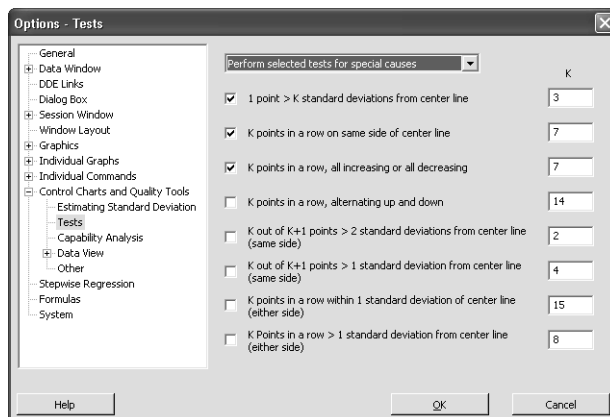 Options - Tests
General
Data Window
DDE Links
Dialog Box
Session Window
Window Layout
Graphics
Individual Graphs
Individual Commands
Control Charts and Quality Tools
Estimating Standard Deviation
Tests
Capability Analysis
Data View
Other
Stepwise Regression
Formulas
System
Perform selected tests for special causes
K
1 point > K standard deviations from center line
3
K points in a row on same side of center line
7
K points in a row, all increasing or all decreasing
7
K points in a row, alternating up and down
14
K out of K+1 points > 2 standard deviations from center line
(same side)
2
K out of K+1 points > 1 standard deviation from center line
(same side)
4
K points in a row within 1 standard deviation of center line
(either side)
15
K Points in a row > 1 standard deviation from center line
(either side)
8
Help
OK
Cancel